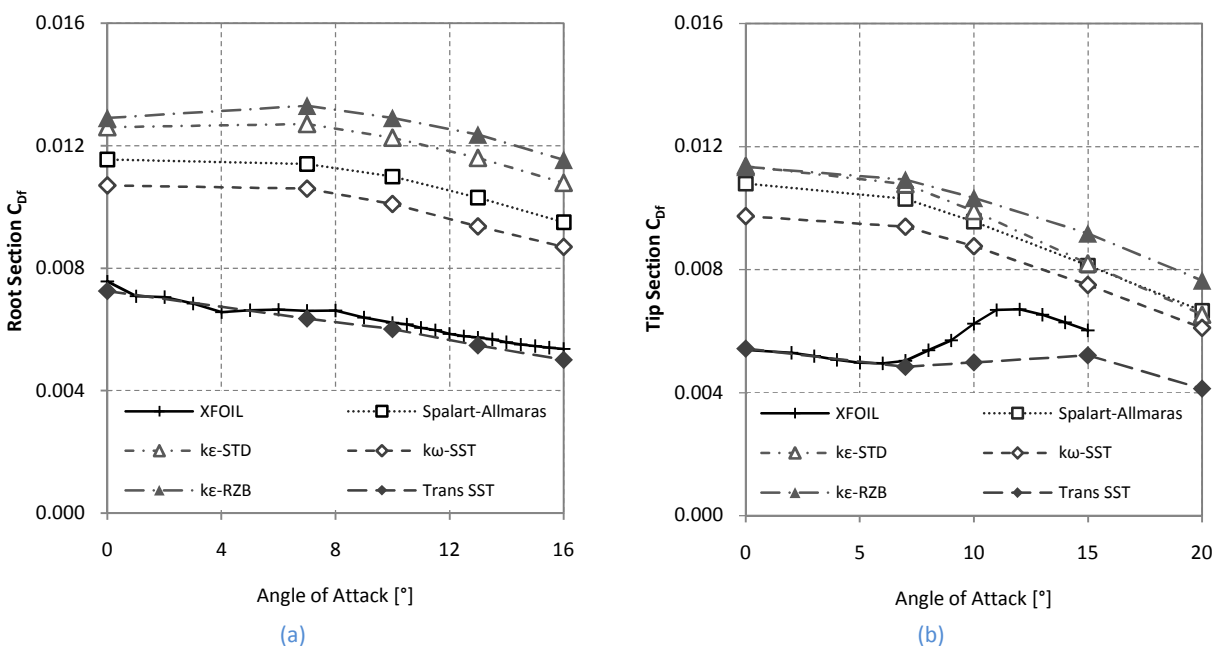 0.016
0.012
0.008
0.004
0.000
Root Section C_Df
XFOIL
Spalart-Allmaras
kε-STD
kω-SST
kε-RZB
Trans SST
0
4
8
12
16
Angle of Attack [°]
(a)
0.016
0.012
0.008
0.004
0.000
Tip Section C_Df
XFOIL
Spalart-Allmaras
kε-STD
kω-SST
kε-RZB
Trans SST
0
5
10
15
20
Angle of Attack [°]
(b)